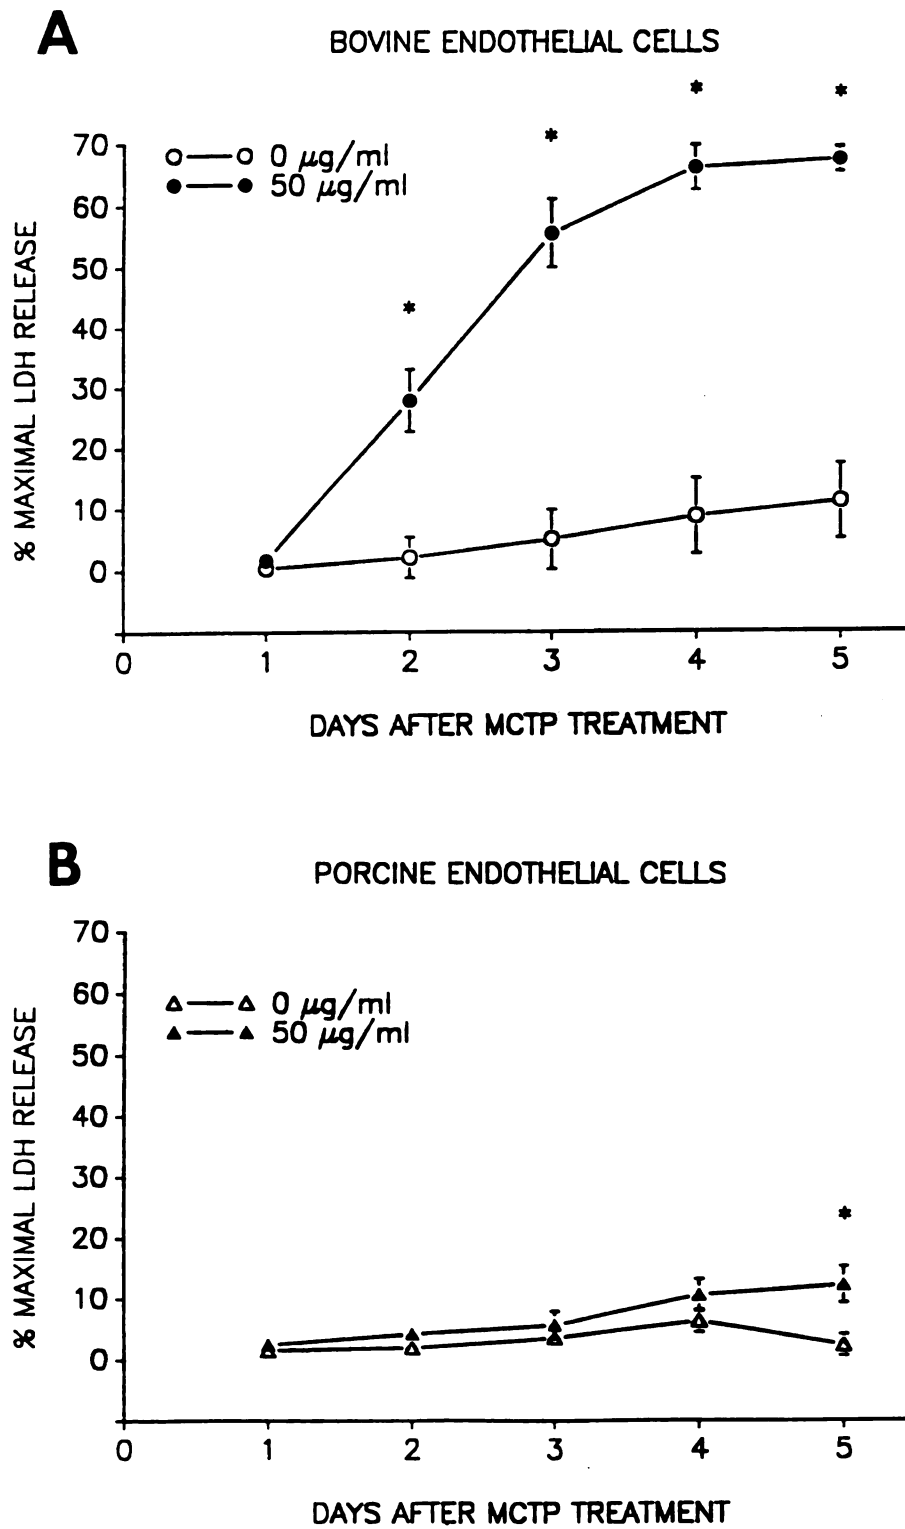 A
BOVINE ENDOTHELIAL CELLS
* * * *
70
60
50
40
30
20
10
0
% MAXIMAL LDH RELEASE
0 µg/ml
50 µg/ml
0 1 2 3 4 5
DAYS AFTER MCTP TREATMENT
B
PORCINE ENDOTHELIAL CELLS
70
60
50
40
30
20
10
0
% MAXIMAL LDH RELEASE
0 µg/ml
50 µg/ml
*
0 1 2 3 4 5
DAYS AFTER MCTP TREATMENT